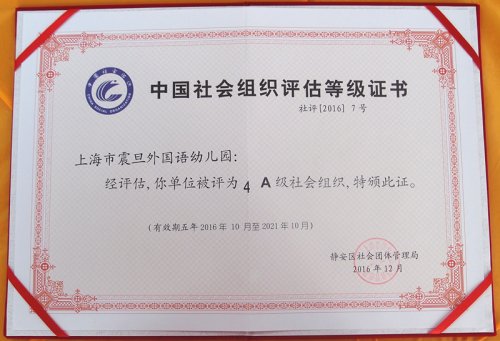 中国社会组织评估等级证书
社评[2016] 7 号
上海市震旦外国语幼儿园:
经评估,你单位被评为 4 A 级社会组织,特颁此证。
(有效期五年 2016 年 10 月至 2021 年 10 月)
静安区社会团体管理局
2016 年 12 月